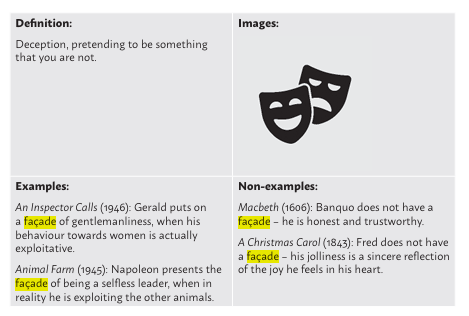 Definition:
Deception, pretending to be something
that you are not.
Images:
Examples:
An Inspector Calls (1946): Gerald puts on
a façade of gentlemanliness, when his
behaviour towards women is actually
exploitative.
Animal Farm (1945): Napoleon presents the
façade of being a selfless leader, when in
reality he is exploiting the other animals.
Non-examples:
Macbeth (1606): Banquo does not have a
façade – he is honest and trustworthy.
A Christmas Carol (1843): Fred does not have
a façade – his jolliness is a sincere reflection
of the joy he feels in his heart.